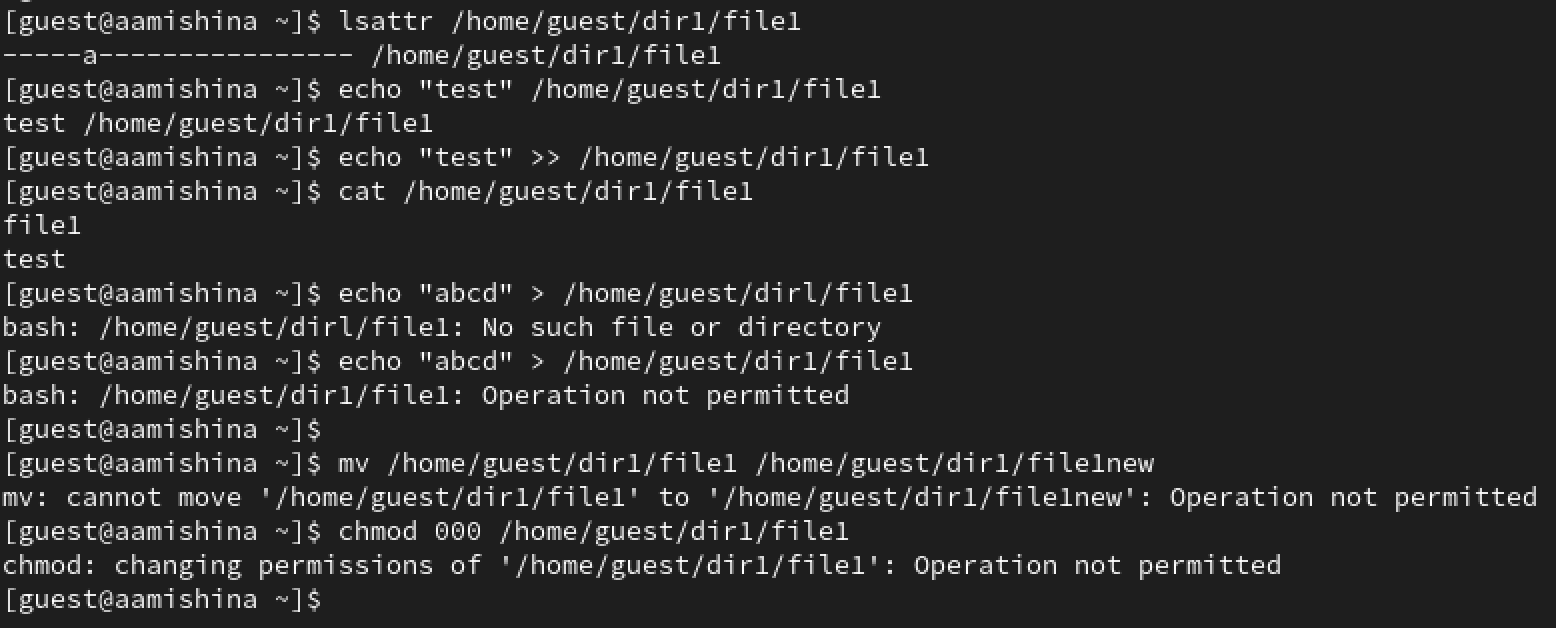 [guest@aamishina ~]$ lsattr /home/guest/dir1/file1
-----a---------------- /home/guest/dir1/file1
[guest@aamishina ~]$ echo "test" /home/guest/dir1/file1
test /home/guest/dir1/file1
[guest@aamishina ~]$ echo "test" >> /home/guest/dir1/file1
[guest@aamishina ~]$ cat /home/guest/dir1/file1
file1
test
[guest@aamishina ~]$ echo "abcd" > /home/guest/dirl/file1
bash: /home/guest/dirl/file1: No such file or directory
[guest@aamishina ~]$ echo "abcd" > /home/guest/dir1/file1
bash: /home/guest/dir1/file1: Operation not permitted
[guest@aamishina ~]$
[guest@aamishina ~]$ mv /home/guest/dir1/file1 /home/guest/dir1/file1new
mv: cannot move '/home/guest/dir1/file1' to '/home/guest/dir1/file1new': Operation not permitted
[guest@aamishina ~]$ chmod 000 /home/guest/dir1/file1
chmod: changing permissions of '/home/guest/dir1/file1': Operation not permitted
[guest@aamishina ~]$